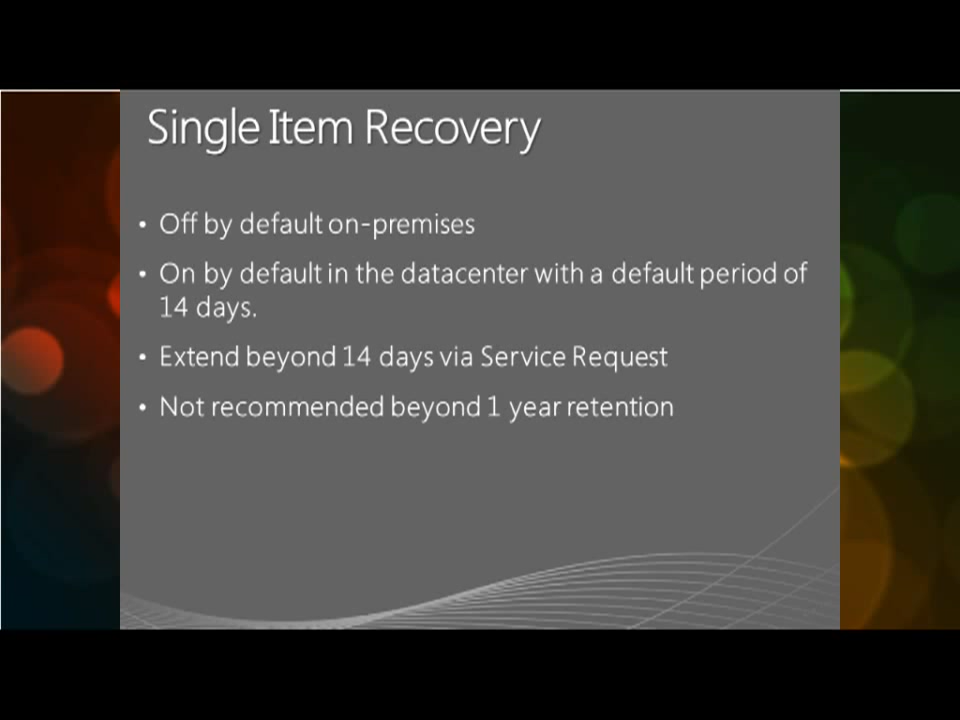 Single Item Recovery
• Off by default on-premises
• On by default in the datacenter with a default period of
14 days.
• Extend beyond 14 days via Service Request
• Not recommended beyond 1 year retention